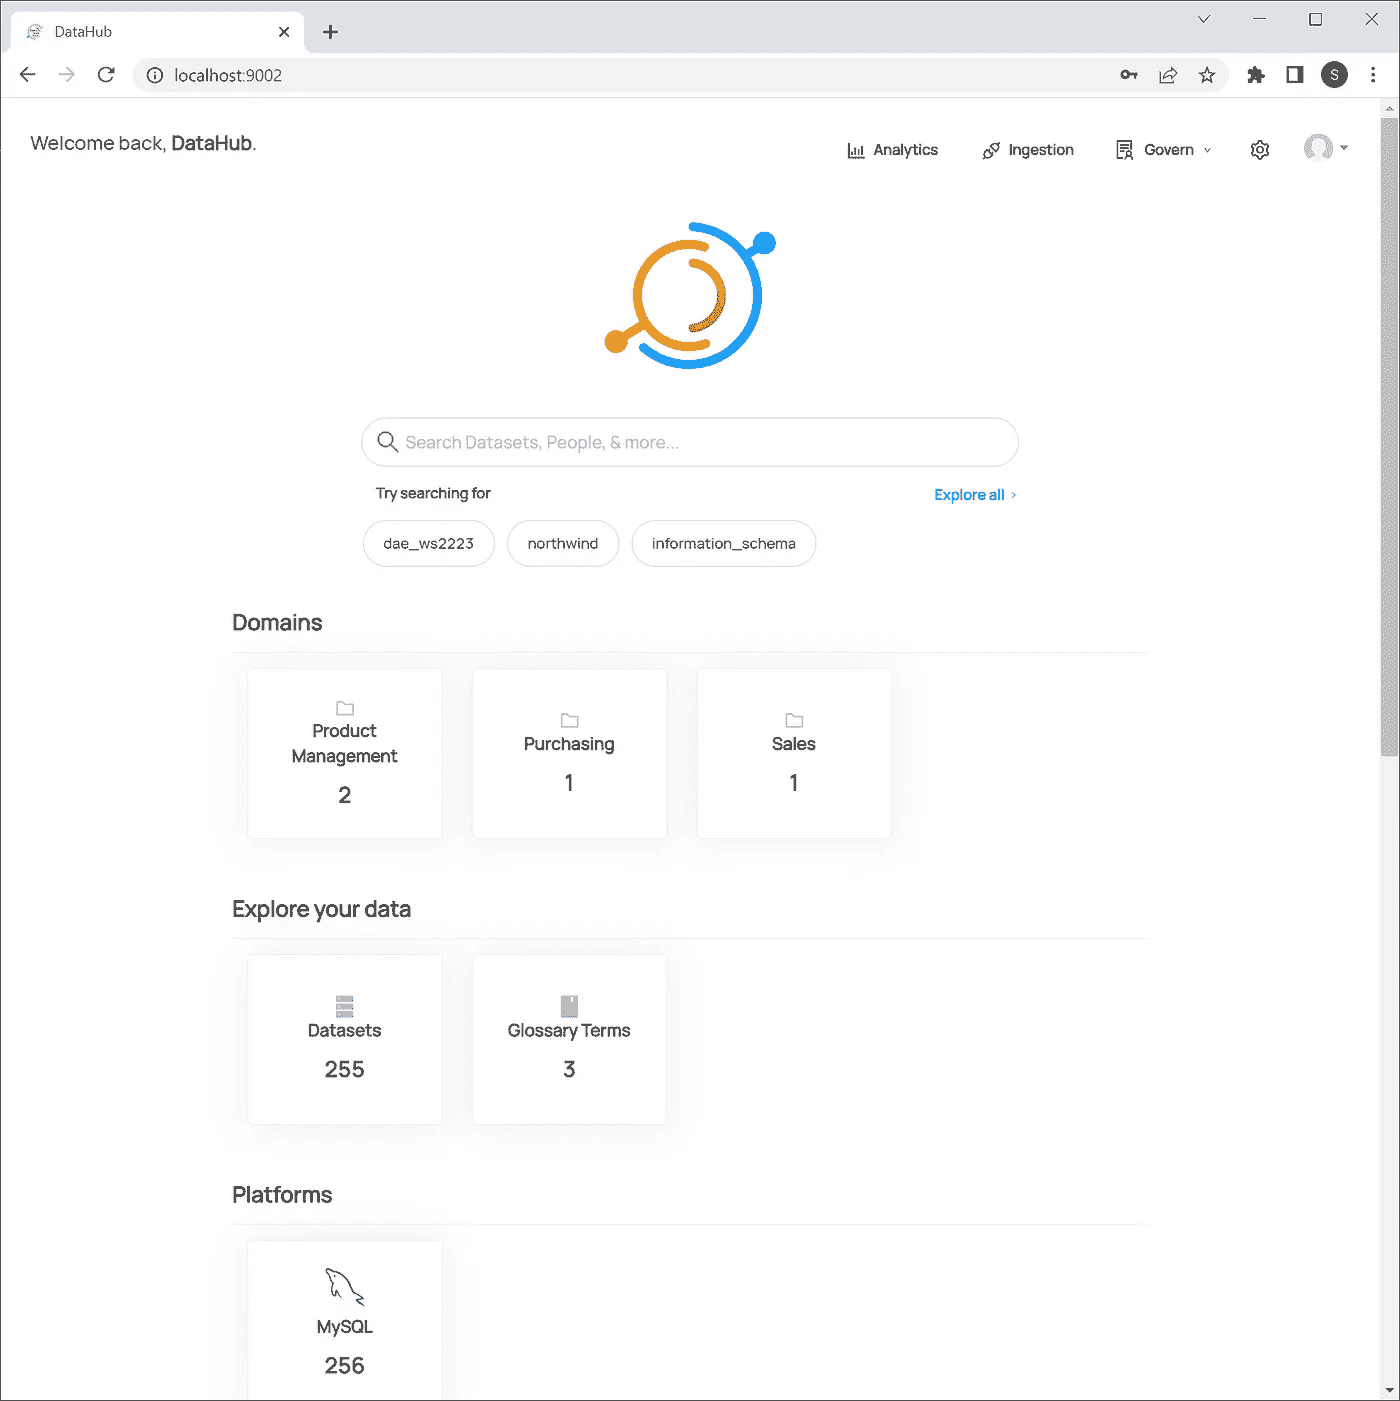 DataHub
localhost:9002
S
Welcome back, DataHub.
Analytics
Ingestion
Govern
Search Datasets, People, & more...
Try searching for
Explore all >
dae_ws2223
northwind
information_schema
Domains
Product
Management
2
Purchasing
1
Sales
1
Explore your data
Datasets
255
Glossary Terms
3
Platforms
MySQL
256